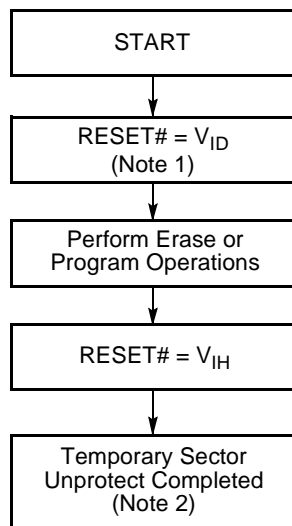 START
RESET# = VID
(Note 1)
Perform Erase or
Program Operations
RESET# = VIH
Temporary Sector
Unprotect Completed
(Note 2)